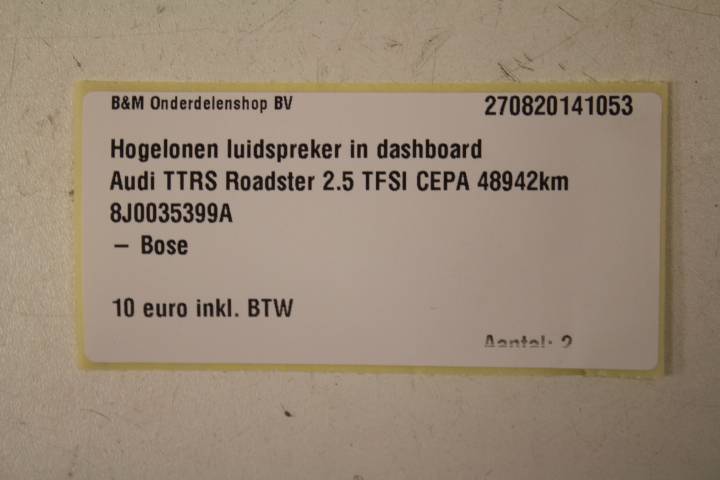 B&M Onderdelenshop BV 270820141053
Hogelonen luidspreker in dashboard
Audi TTRS Roadster 2.5 TFSI CEPA 48942km
8J0035399A
– Bose
10 euro inkl. BTW
Aantal: 2